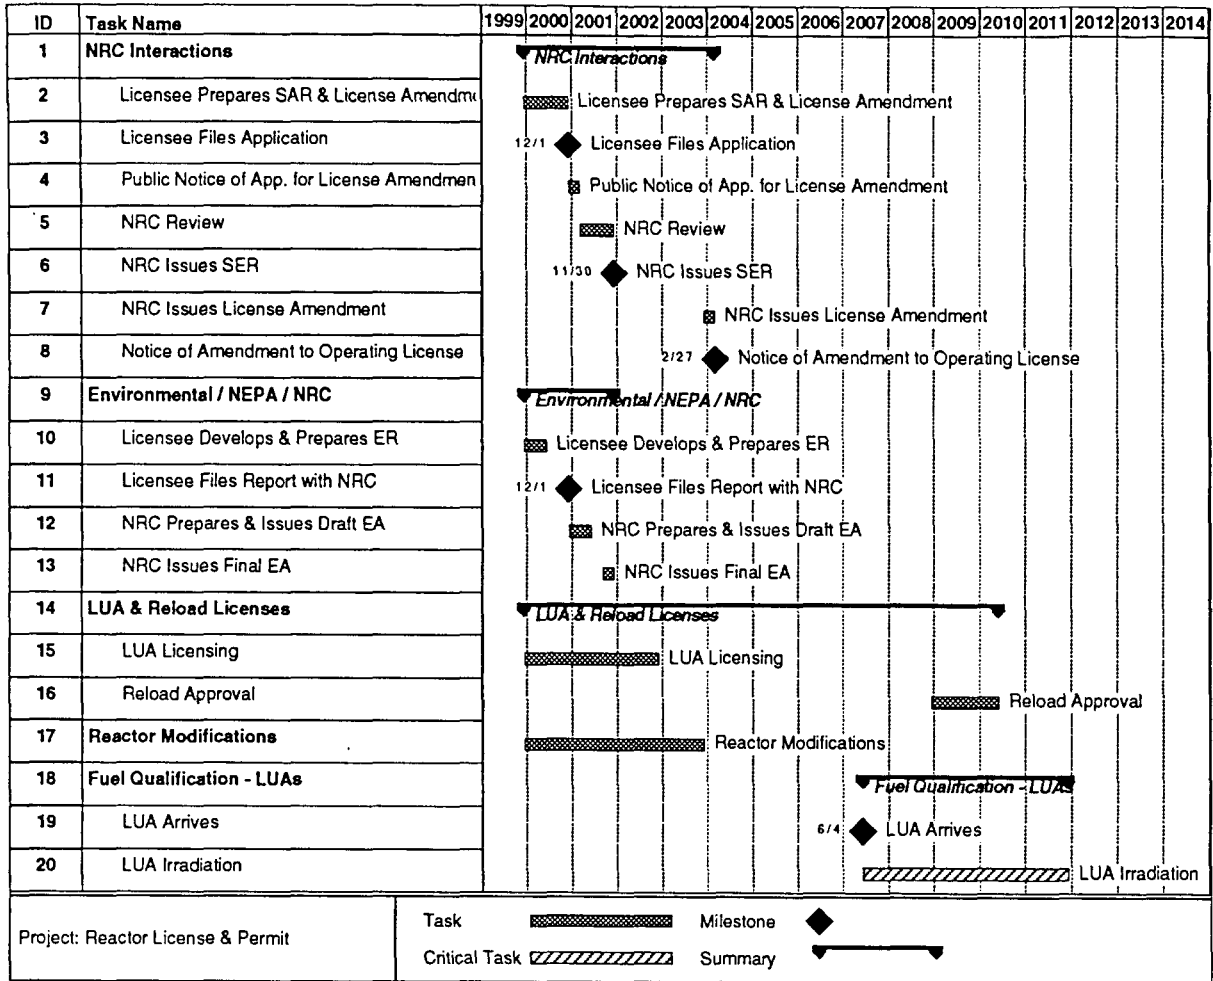 ID Task Name 1999 2000 2001 2002 2003 2004 2005 2006 2007 2008 2009 2010 2011 2012 2013 2014
1 NRC Interactions NRC Interactions
2 Licensee Prepares SAR & License Amendm Licensee Prepares SAR & License Amendment
3 Licensee Files Application 12/1 Licensee Files Application
4 Public Notice of App. for License Amendmen Public Notice of App. for License Amendment
5 NRC Review NRC Review
6 NRC Issues SER 11/30 NRC Issues SER
7 NRC Issues License Amendment NRC Issues License Amendment
8 Notice of Amendment to Operating License 2/27 Notice of Amendment to Operating License
9 Environmental / NEPA / NRC Environmental / NEPA / NRC
10 Licensee Develops & Prepares ER Licensee Develops & Prepares ER
11 Licensee Files Report with NRC 12/1 Licensee Files Report with NRC
12 NRC Prepares & Issues Draft EA NRC Prepares & Issues Draft EA
13 NRC Issues Final EA NRC Issues Final EA
14 LUA & Reload Licenses LUA & Reload Licenses
15 LUA Licensing LUA Licensing
16 Reload Approval Reload Approval
17 Reactor Modifications Reactor Modifications
18 Fuel Qualification - LUAs Fuel Qualification - LUAs
19 LUA Arrives 6/4 LUA Arrives
20 LUA Irradiation LUA Irradiation
Project: Reactor License & Permit
Task Milestone
Critical Task Summary